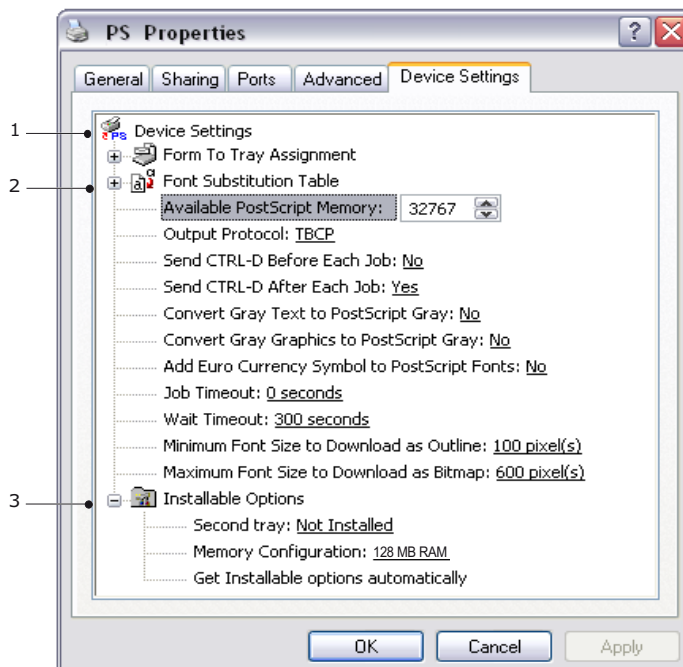 PS Properties
General Sharing Ports Advanced Device Settings
1 PS Device Settings
Form To Tray Assignment
2 a a Font Substitution Table
Available PostScript Memory: 32767
Output Protocol: TBCP
Send CTRL-D Before Each Job: No
Send CTRL-D After Each Job: Yes
Convert Gray Text to PostScript Gray: No
Convert Gray Graphics to PostScript Gray: No
Add Euro Currency Symbol to PostScript Fonts: No
Job Timeout: 0 seconds
Wait Timeout: 300 seconds
Minimum Font Size to Download as Outline: 100 pixel(s)
Maximum Font Size to Download as Bitmap: 600 pixel(s)
3 Installable Options
Second tray: Not Installed
Memory Configuration: 128 MB RAM
Get Installable options automatically
OK Cancel Apply